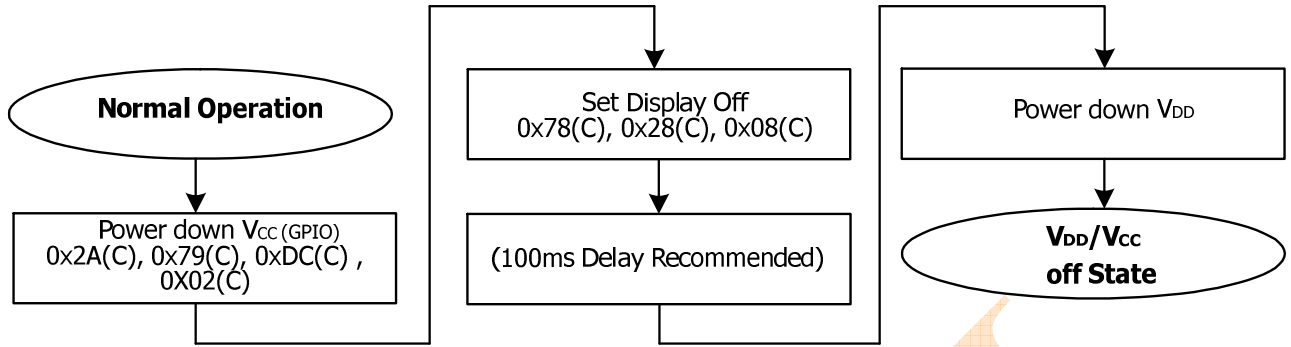 Normal Operation
Power down VCC (GPIO)
0x2A(C), 0x79(C), 0xDC(C) ,
0X02(C)
Set Display Off
0x78(C), 0x28(C), 0x08(C)
(100ms Delay Recommended)
Power down VDD
VDD/VCC
off State